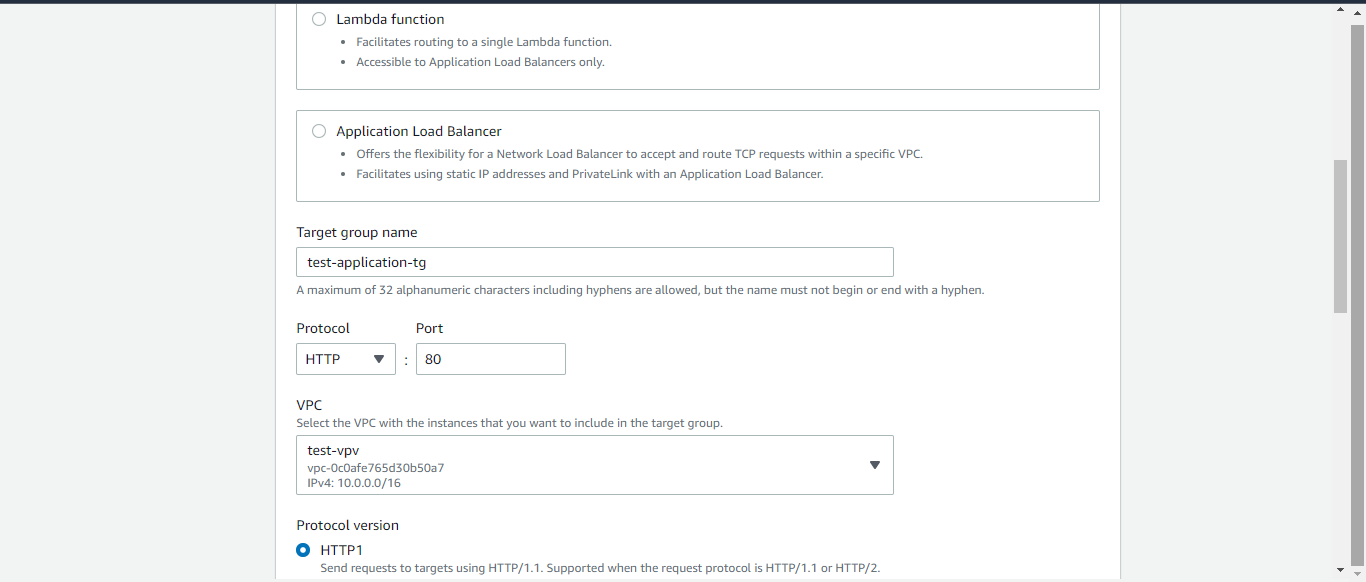 Lambda function
• Facilitates routing to a single Lambda function.
• Accessible to Application Load Balancers only.
Application Load Balancer
• Offers the flexibility for a Network Load Balancer to accept and route TCP requests within a specific VPC.
• Facilitates using static IP addresses and PrivateLink with an Application Load Balancer.
Target group name
test-application-tg
A maximum of 32 alphanumeric characters including hyphens are allowed, but the name must not begin or end with a hyphen.
Protocol Port
HTTP : 80
VPC
Select the VPC with the instances that you want to include in the target group.
test-vpv
vpc-0c0afe765d30b50a7
IPv4: 10.0.0.0/16
Protocol version
HTTP1
Send requests to targets using HTTP/1.1. Supported when the request protocol is HTTP/1.1 or HTTP/2.